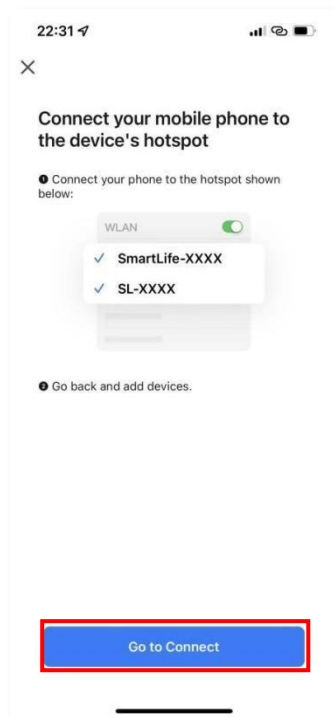 22:31
Connect your mobile phone to
the device's hotspot
❶ Connect your phone to the hotspot shown
below:
WLAN
SmartLife-XXXX
SL-XXXX
❷ Go back and add devices.
Go to Connect